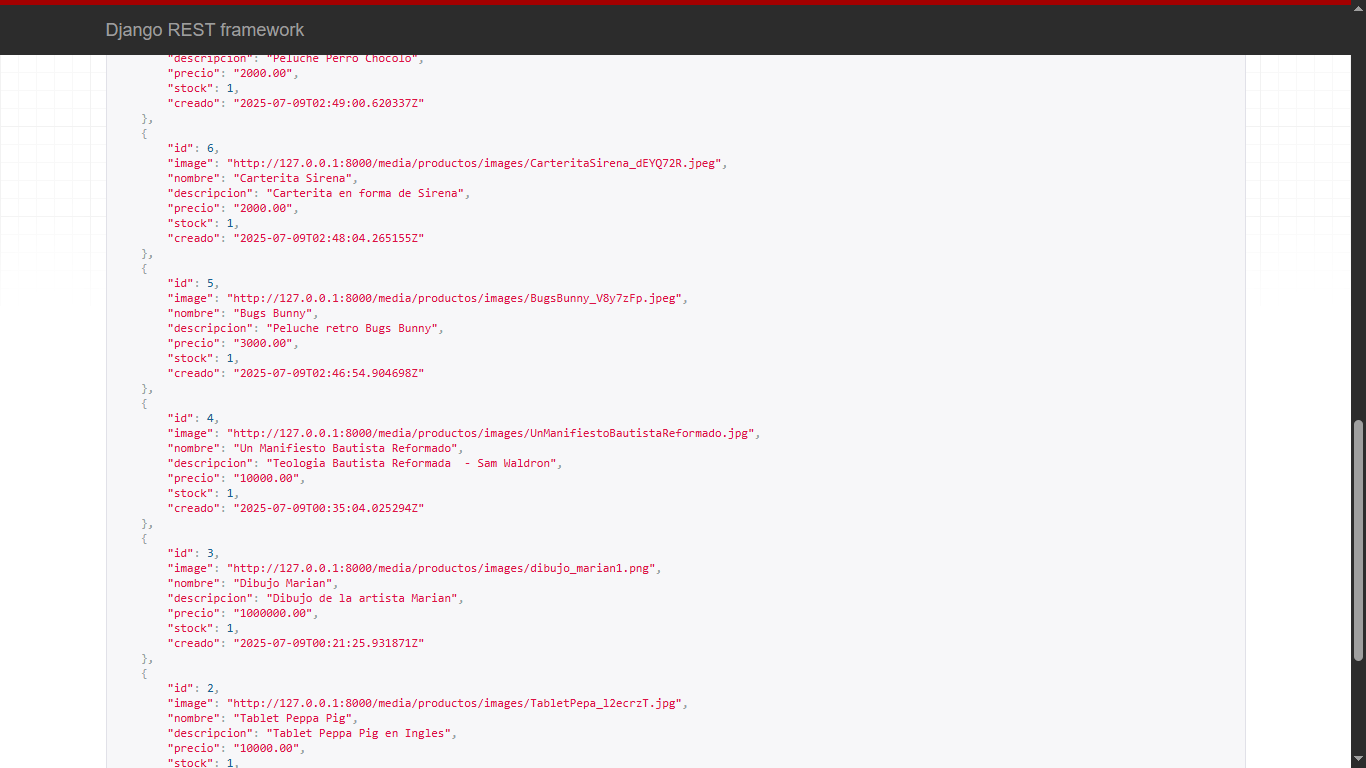 Django REST framework
"descripcion": "Peluche Perro Chocolo",
"precio": "2000.00",
"stock": 1,
"creado": "2025-07-09T02:49:00.620337Z"
},
{
"id": 6,
"image": "http://127.0.0.1:8000/media/productos/images/CarteritaSirena_dEYQ72R.jpeg",
"nombre": "Carterita Sirena",
"descripcion": "Carterita en forma de Sirena",
"precio": "2000.00",
"stock": 1,
"creado": "2025-07-09T02:48:04.265155Z"
},
{
"id": 5,
"image": "http://127.0.0.1:8000/media/productos/images/BugsBunny_V8y7zFp.jpeg",
"nombre": "Bugs Bunny",
"descripcion": "Peluche retro Bugs Bunny",
"precio": "3000.00",
"stock": 1,
"creado": "2025-07-09T02:46:54.904698Z"
},
{
"id": 4,
"image": "http://127.0.0.1:8000/media/productos/images/UnManifiestoBautistaReformado.jpg",
"nombre": "Un Manifiesto Bautista Reformado",
"descripcion": "Teologia Bautista Reformada  - Sam Waldron",
"precio": "10000.00",
"stock": 1,
"creado": "2025-07-09T00:35:04.025294Z"
},
{
"id": 3,
"image": "http://127.0.0.1:8000/media/productos/images/dibujo_marian1.png",
"nombre": "Dibujo Marian",
"descripcion": "Dibujo de la artista Marian",
"precio": "1000000.00",
"stock": 1,
"creado": "2025-07-09T00:21:25.931871Z"
},
{
"id": 2,
"image": "http://127.0.0.1:8000/media/productos/images/TabletPepa_l2ecrzT.jpg",
"nombre": "Tablet Peppa Pig",
"descripcion": "Tablet Peppa Pig en Ingles",
"precio": "10000.00",
"stock": 1,